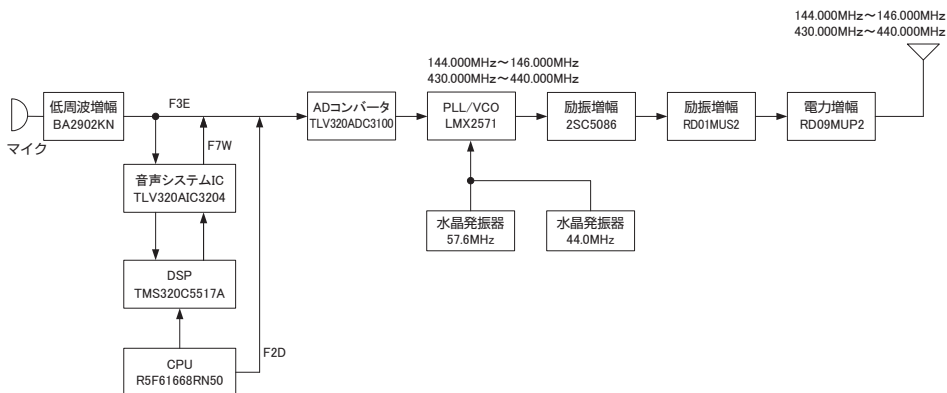 144.000MHz～146.000MHz
430.000MHz～440.000MHz
144.000MHz～146.000MHz
430.000MHz～440.000MHz
マイク
低周波増幅
BA2902KN
F3E
F7W
ADコンバータ
TLV320ADC3100
PLL/VCO
LMX2571
励振増幅
2SC5086
励振増幅
RD01MUS2
電力増幅
RD09MUP2
音声システムIC
TLV320AIC3204
水晶発振器
57.6MHz
水晶発振器
44.0MHz
DSP
TMS320C5517A
CPU
R5F61668RN50
F2D